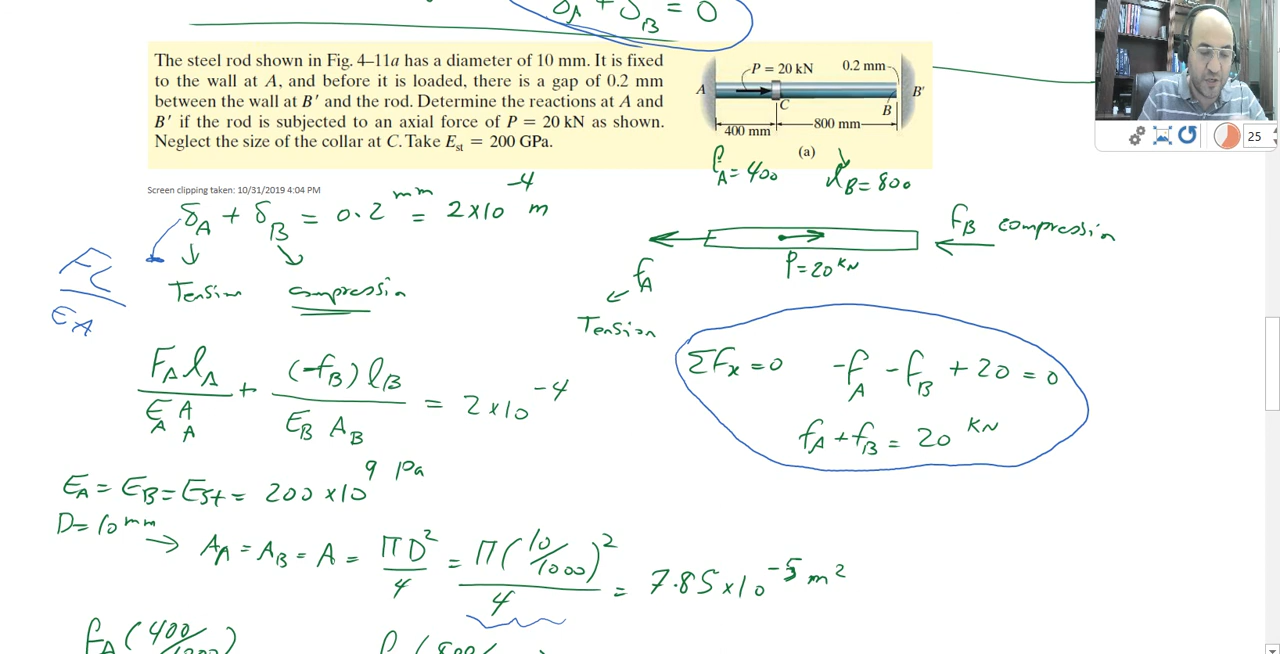 δA + δB = 0
The steel rod shown in Fig. 4–11a has a diameter of 10 mm. It is fixed
to the wall at A, and before it is loaded, there is a gap of 0.2 mm
between the wall at B′ and the rod. Determine the reactions at A and
B′ if the rod is subjected to an axial force of P = 20 kN as shown.
Neglect the size of the collar at C. Take Est = 200 GPa.
P = 20 kN
0.2 mm
A
B′
C
B
400 mm
800 mm
(a)
25
Screen clipping taken: 10/31/2019 4:04 PM
lA = 400
lB = 800
δA + δB = 0.2 mm = 2×10^-4 m
Tension
compression
FL
EA
FB compression
P = 20 KN
fA
Tension
FA lA / EA AA + (-fB) lB / EB AB = 2×10^-4
ΣFx = 0 -fA - fB + 20 = 0
fA + fB = 20 KN
EA = EB = Est = 200 ×10^9 Pa
D = 10 mm → AA = AB = A = ΠD^2 / 4 = Π(10/1000)^2 / 4 = 7.85×10^-5 m^2
fA (400/1000)